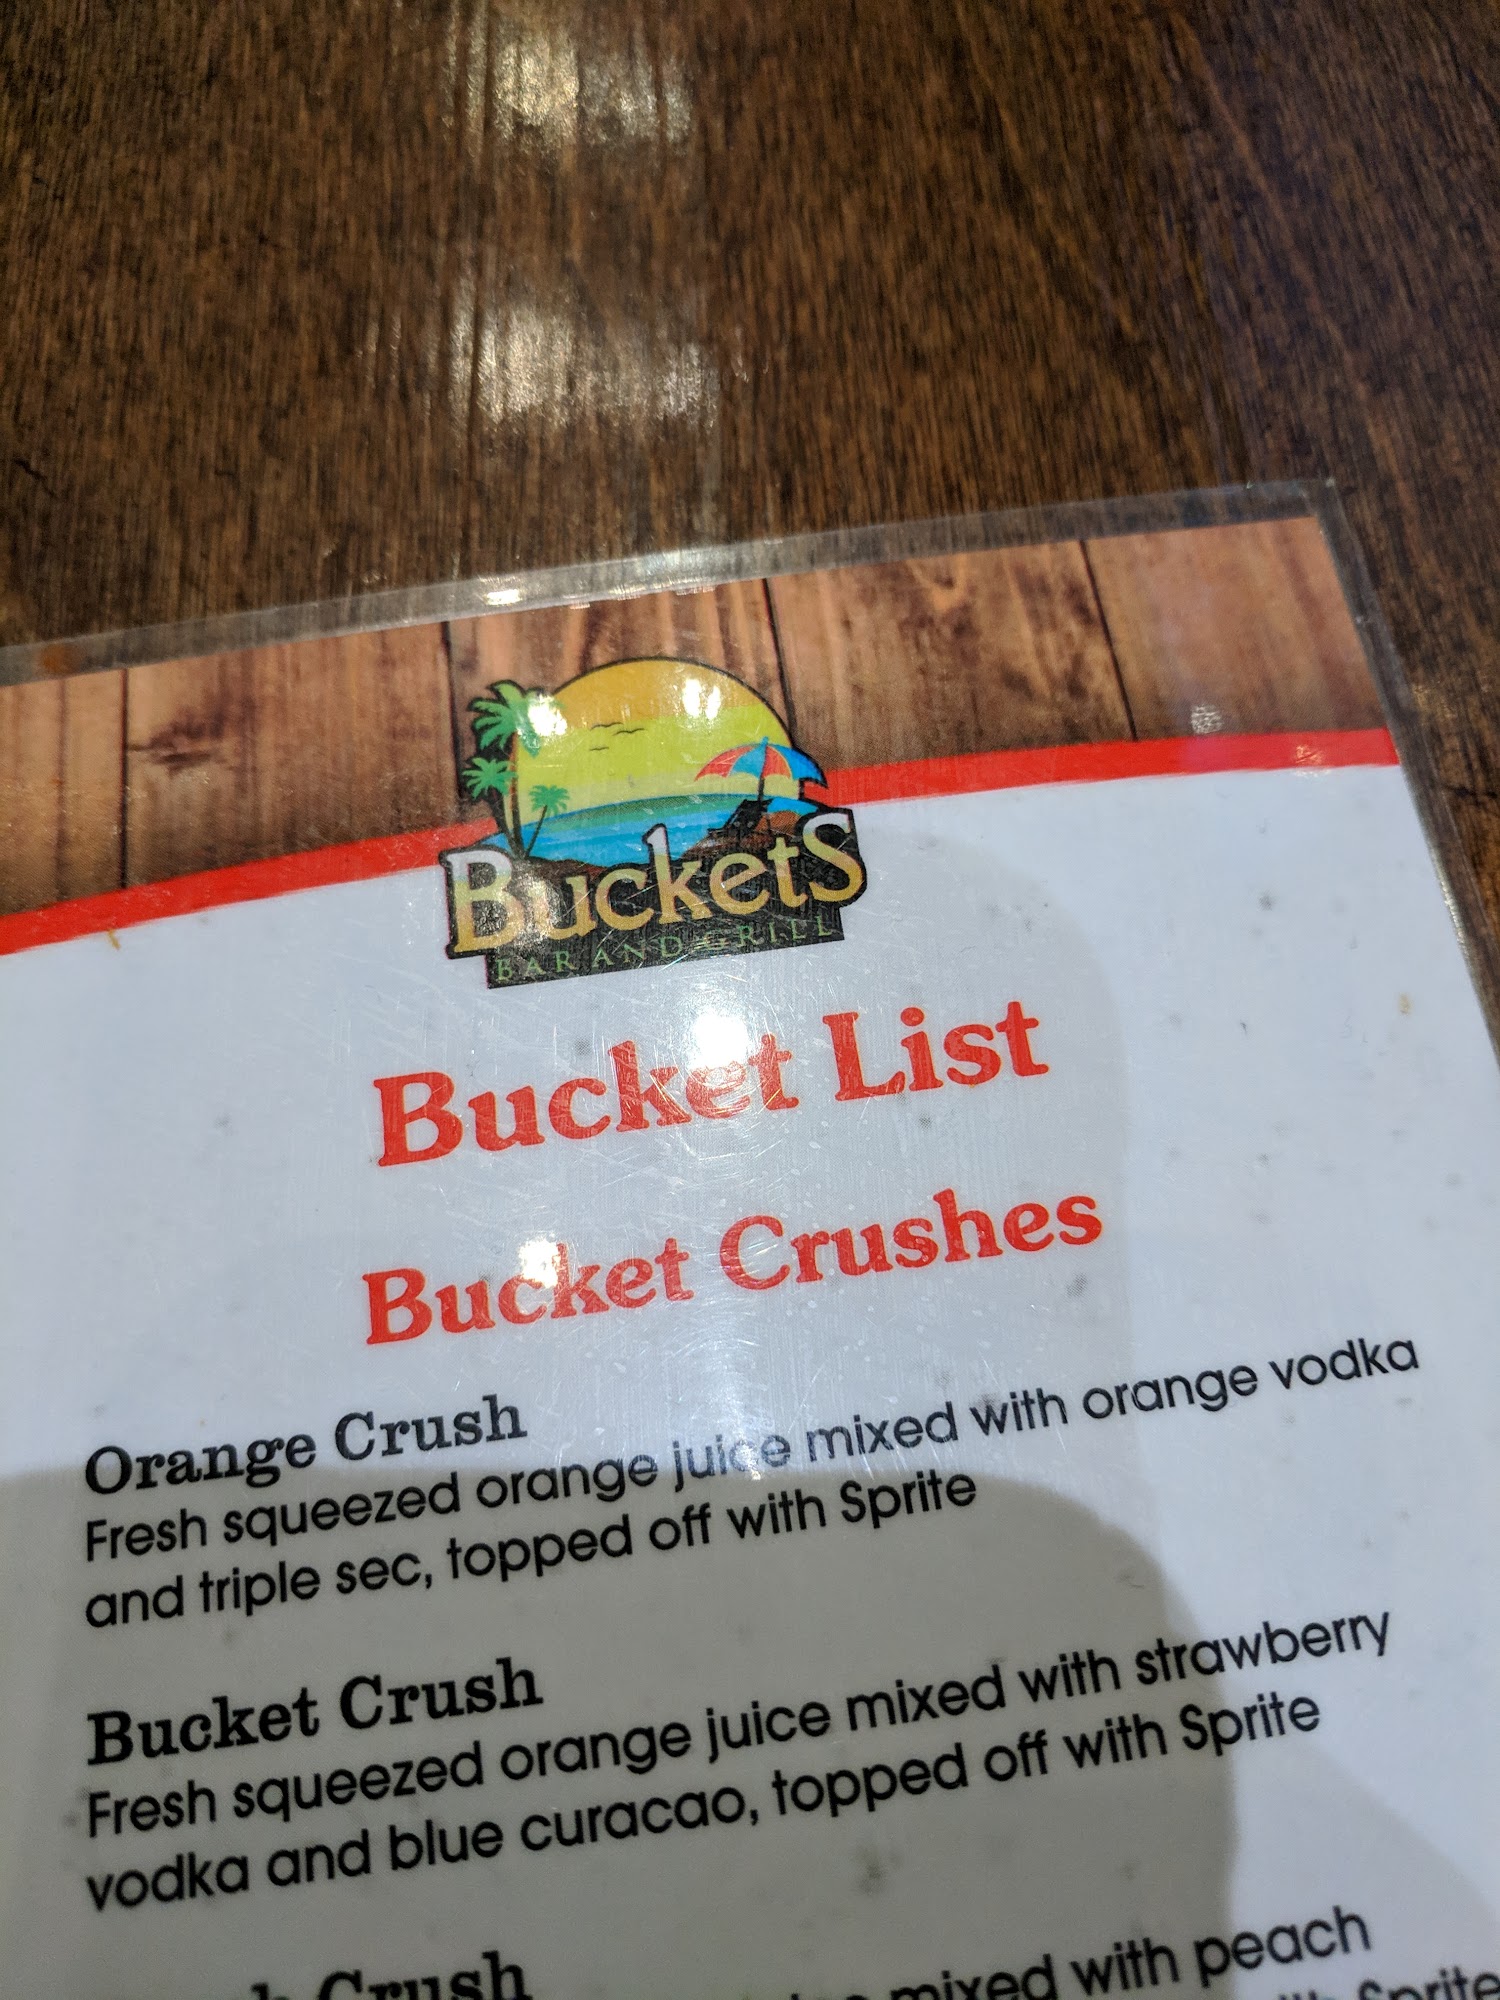 BucketS
BAR AND GRILL
Bucket List
Bucket Crushes
Orange Crush
Fresh squeezed orange juice mixed with orange vodka
and triple sec, topped off with Sprite
Bucket Crush
Fresh squeezed orange juice mixed with strawberry
vodka and blue curacao, topped off with Sprite
Crush
mixed with peach
Sprite